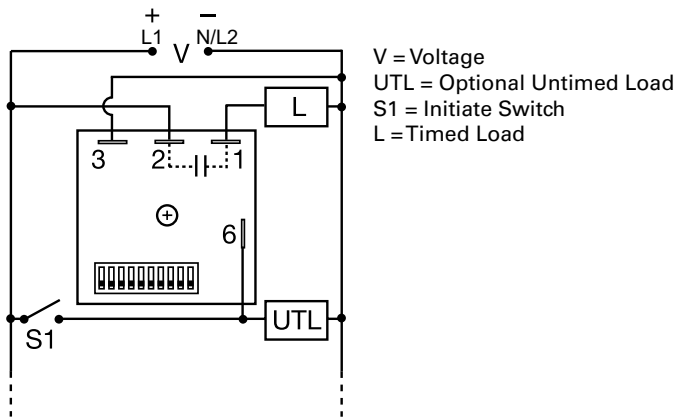 + –
L1 V N/L2
V = Voltage
UTL = Optional Untimed Load
S1 = Initiate Switch
L = Timed Load
L
3 2 1
6
UTL
S1